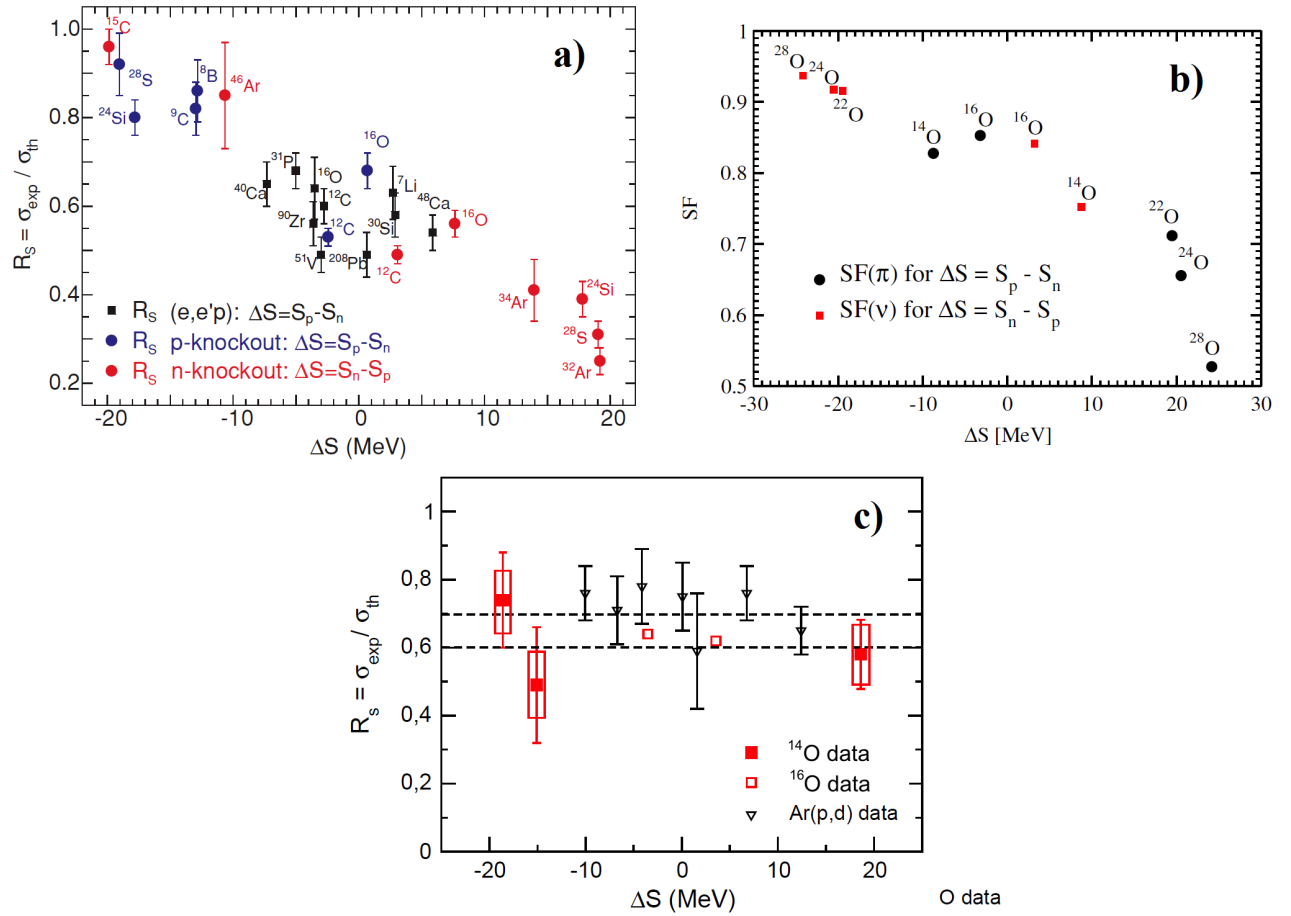 a)
R_S = σ_exp / σ_th
1.0
0.8
0.6
0.4
0.2
¹⁵C
²⁸S
²⁴Si
⁸B
⁹C
⁴⁶Ar
³¹P
¹⁶O
⁴⁰Ca
¹⁶O
¹²C
⁷Li
⁴⁸Ca
⁹⁰Zr
¹²C
³⁰Si
¹⁶O
⁵¹V
²⁰⁸Pb
¹²C
³⁴Ar
²⁴Si
²⁸S
³²Ar
R_S (e,e'p): ΔS=S_p-S_n
R_S p-knockout: ΔS=S_p-S_n
R_S n-knockout: ΔS=S_n-S_p
-20 -10 0 10 20
ΔS (MeV)
b)
SF
1
0.9
0.8
0.7
0.6
0.5
²⁸O
²⁴O
²²O
¹⁴O
¹⁶O
¹⁶O
¹⁴O
²²O
²⁴O
²⁸O
SF(π) for ΔS = S_p - S_n
SF(ν) for ΔS = S_n - S_p
-30 -20 -10 0 10 20 30
ΔS [MeV]
c)
R_s = σ_exp/ σ_th
1
0.8
0.6
0,4
0,2
0
¹⁴O data
¹⁶O data
Ar(p,d) data
-20 -10 0 10 20
ΔS (MeV)
O data